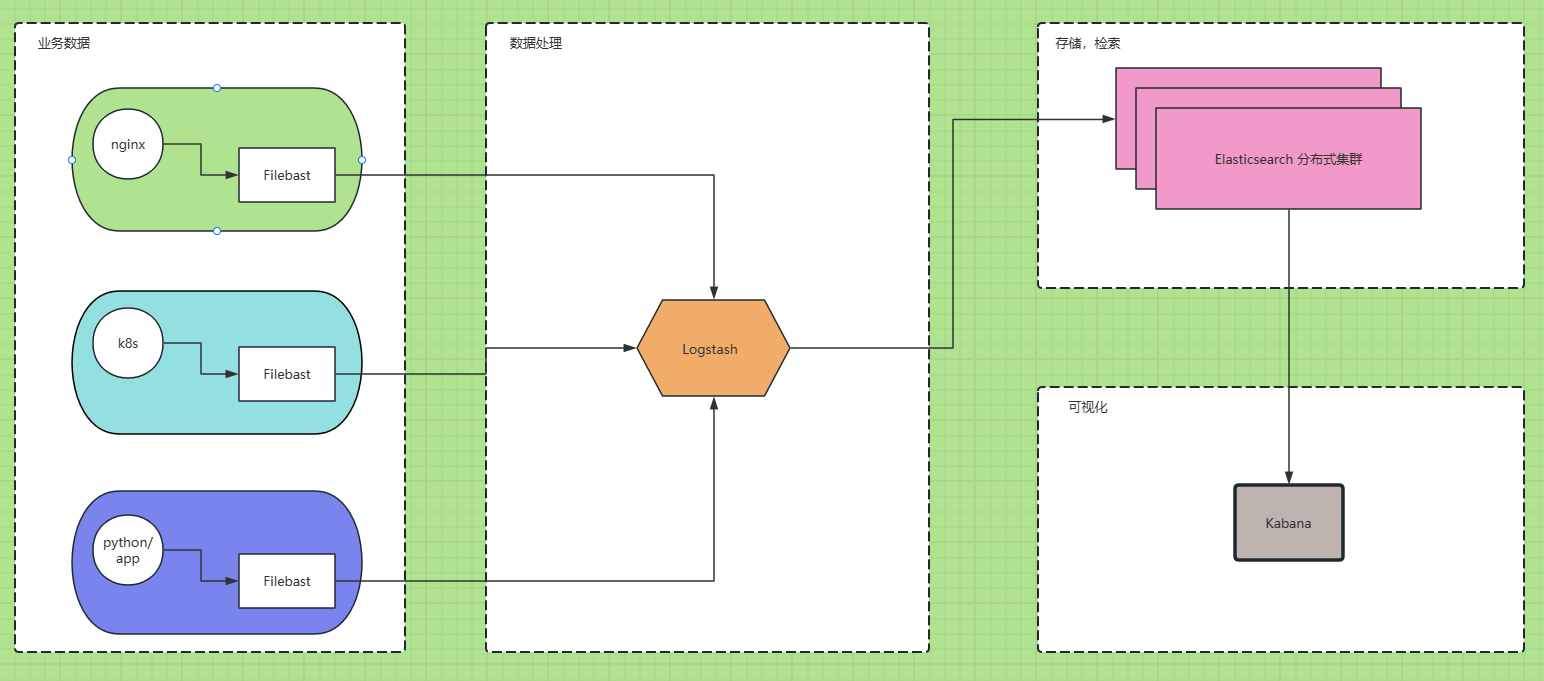 业务数据
nginx
Filebast
k8s
Filebast
python/
app
Filebast
数据处理
Logstash
存储，检索
Elasticsearch 分布式集群
可视化
Kabana